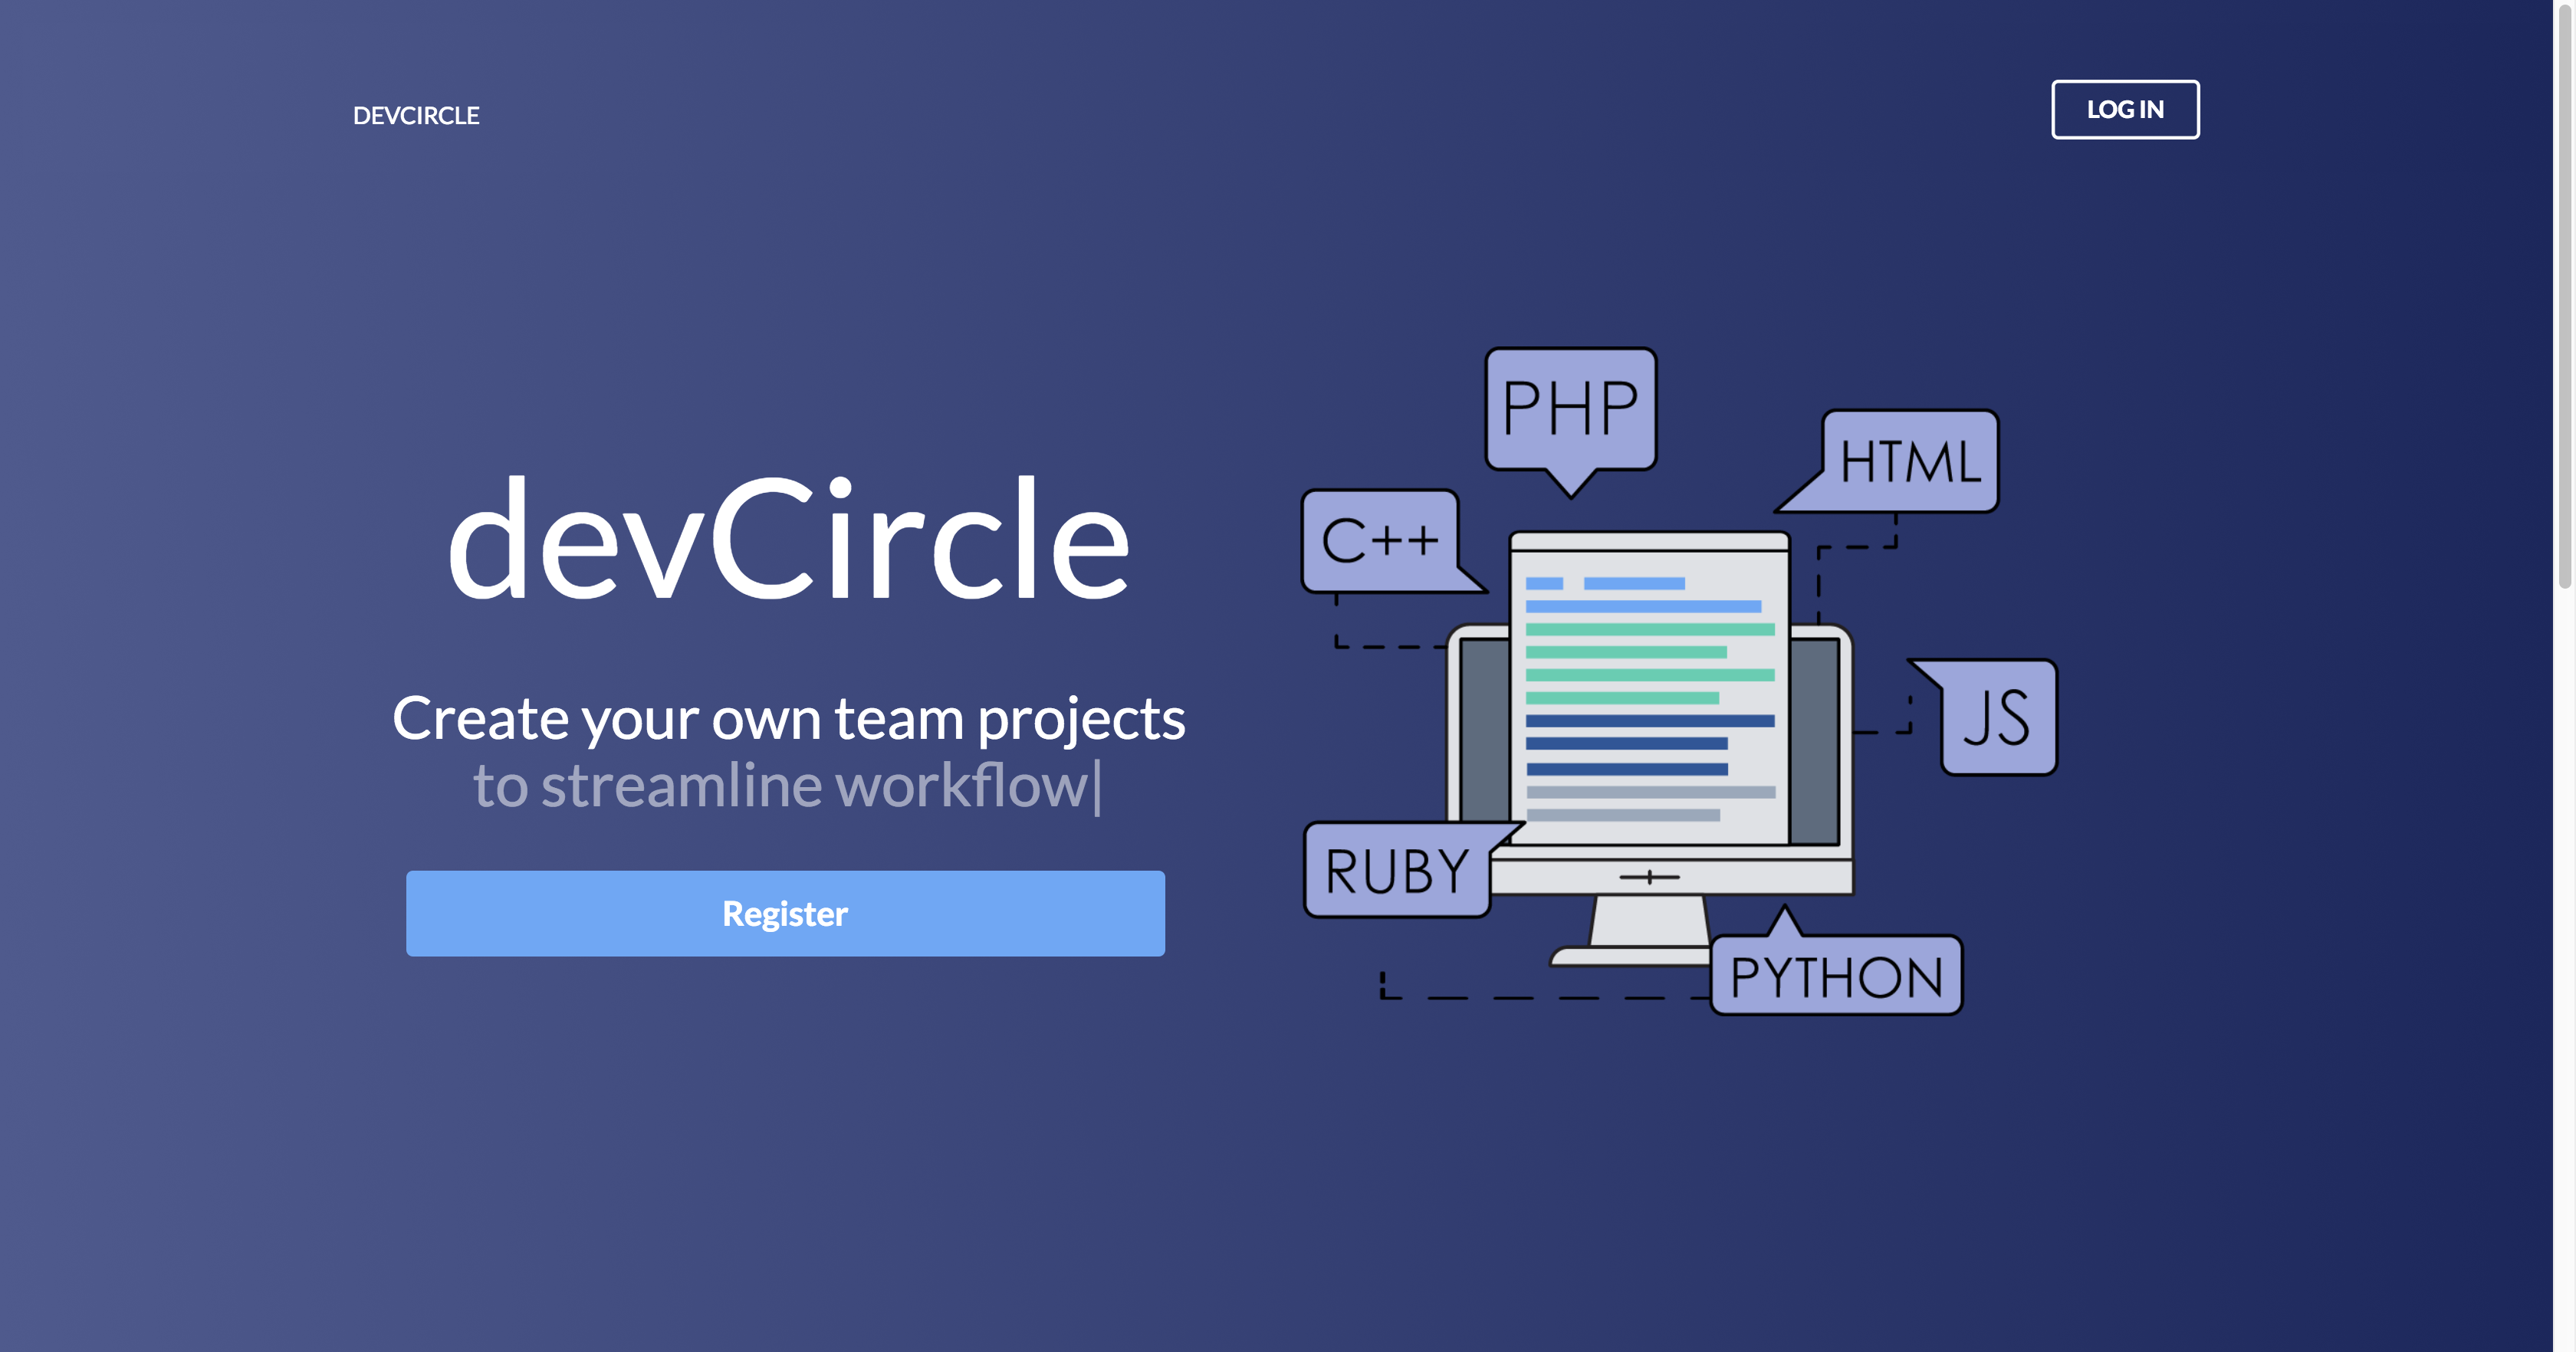 DEVCIRCLE
LOG IN
devCircle
Create your own team projects
to streamline workflow|
Register
PHP
HTML
C++
JS
RUBY
PYTHON